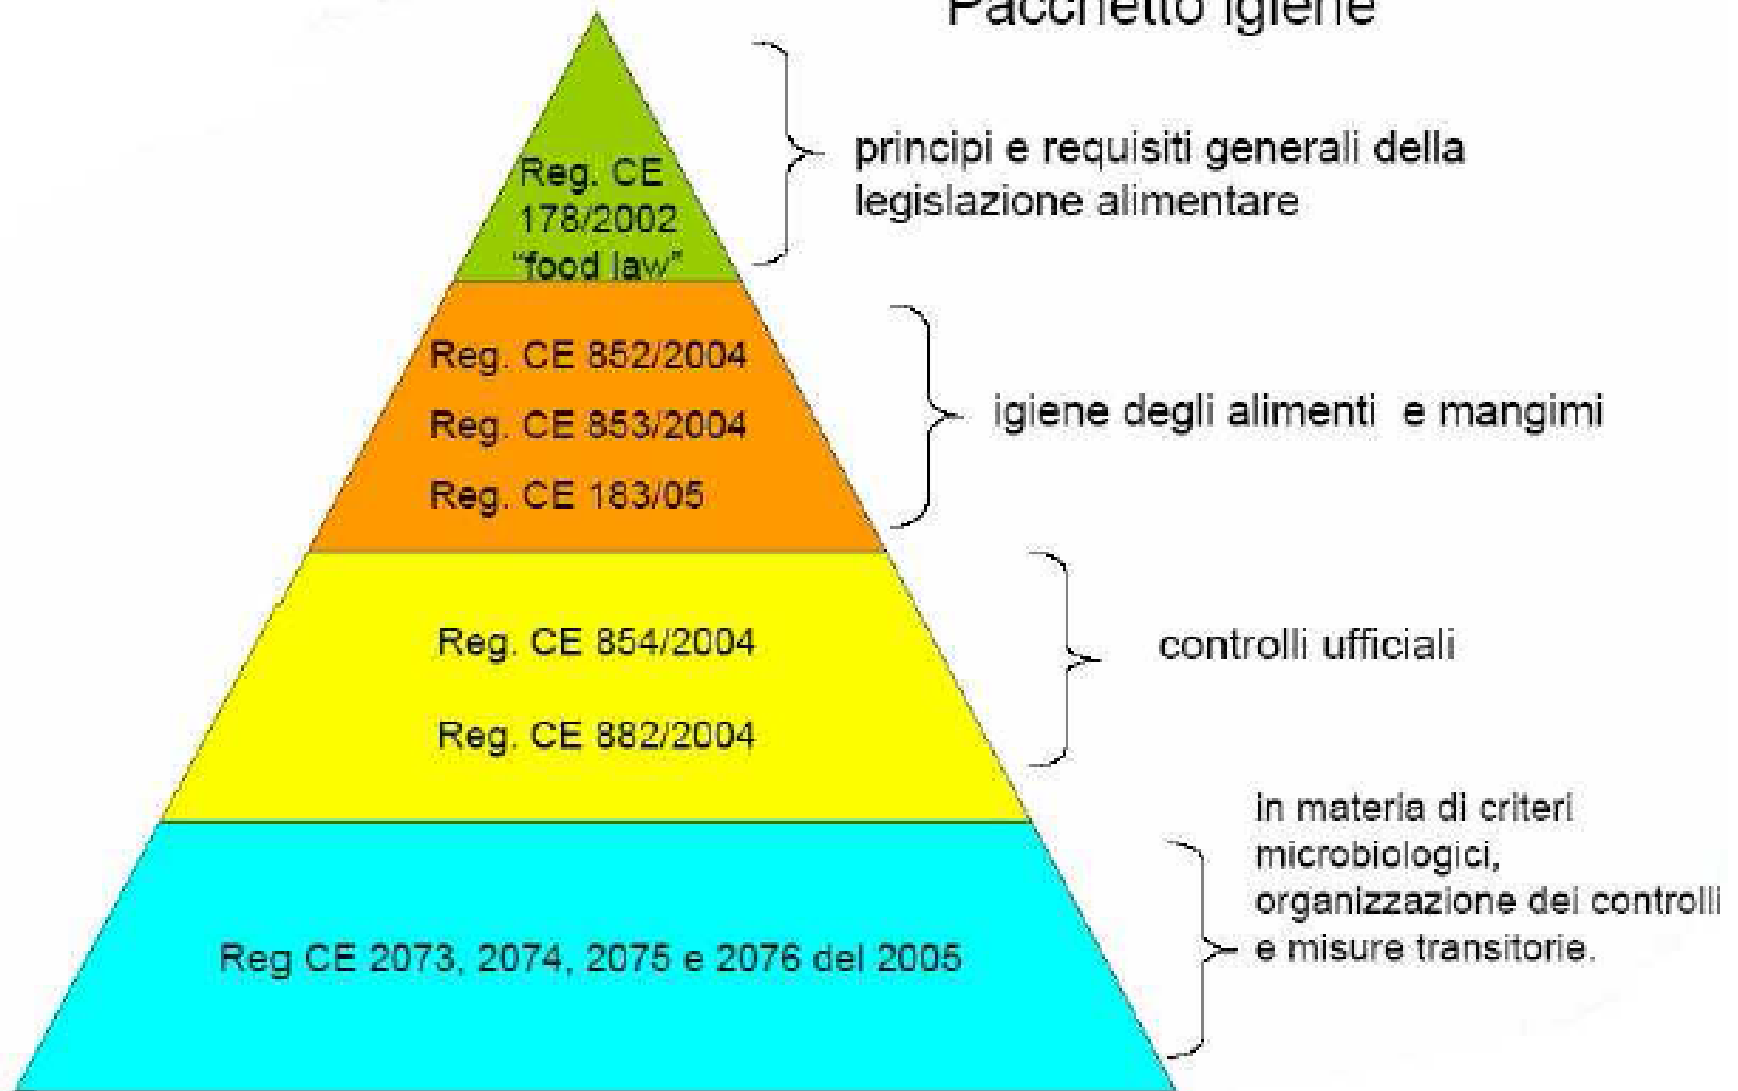 Pacchetto igiene
Reg. CE
178/2002
"food law"
principi e requisiti generali della
legislazione alimentare
Reg. CE 852/2004
Reg. CE 853/2004
Reg. CE 183/05
igiene degli alimenti e mangimi
Reg. CE 854/2004
Reg. CE 882/2004
controlli ufficiali
Reg CE 2073, 2074, 2075 e 2076 del 2005
in materia di criteri
microbiologici,
organizzazione dei controlli
e misure transitorie.